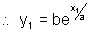 ∴ y₁ = be^(x₁/a)